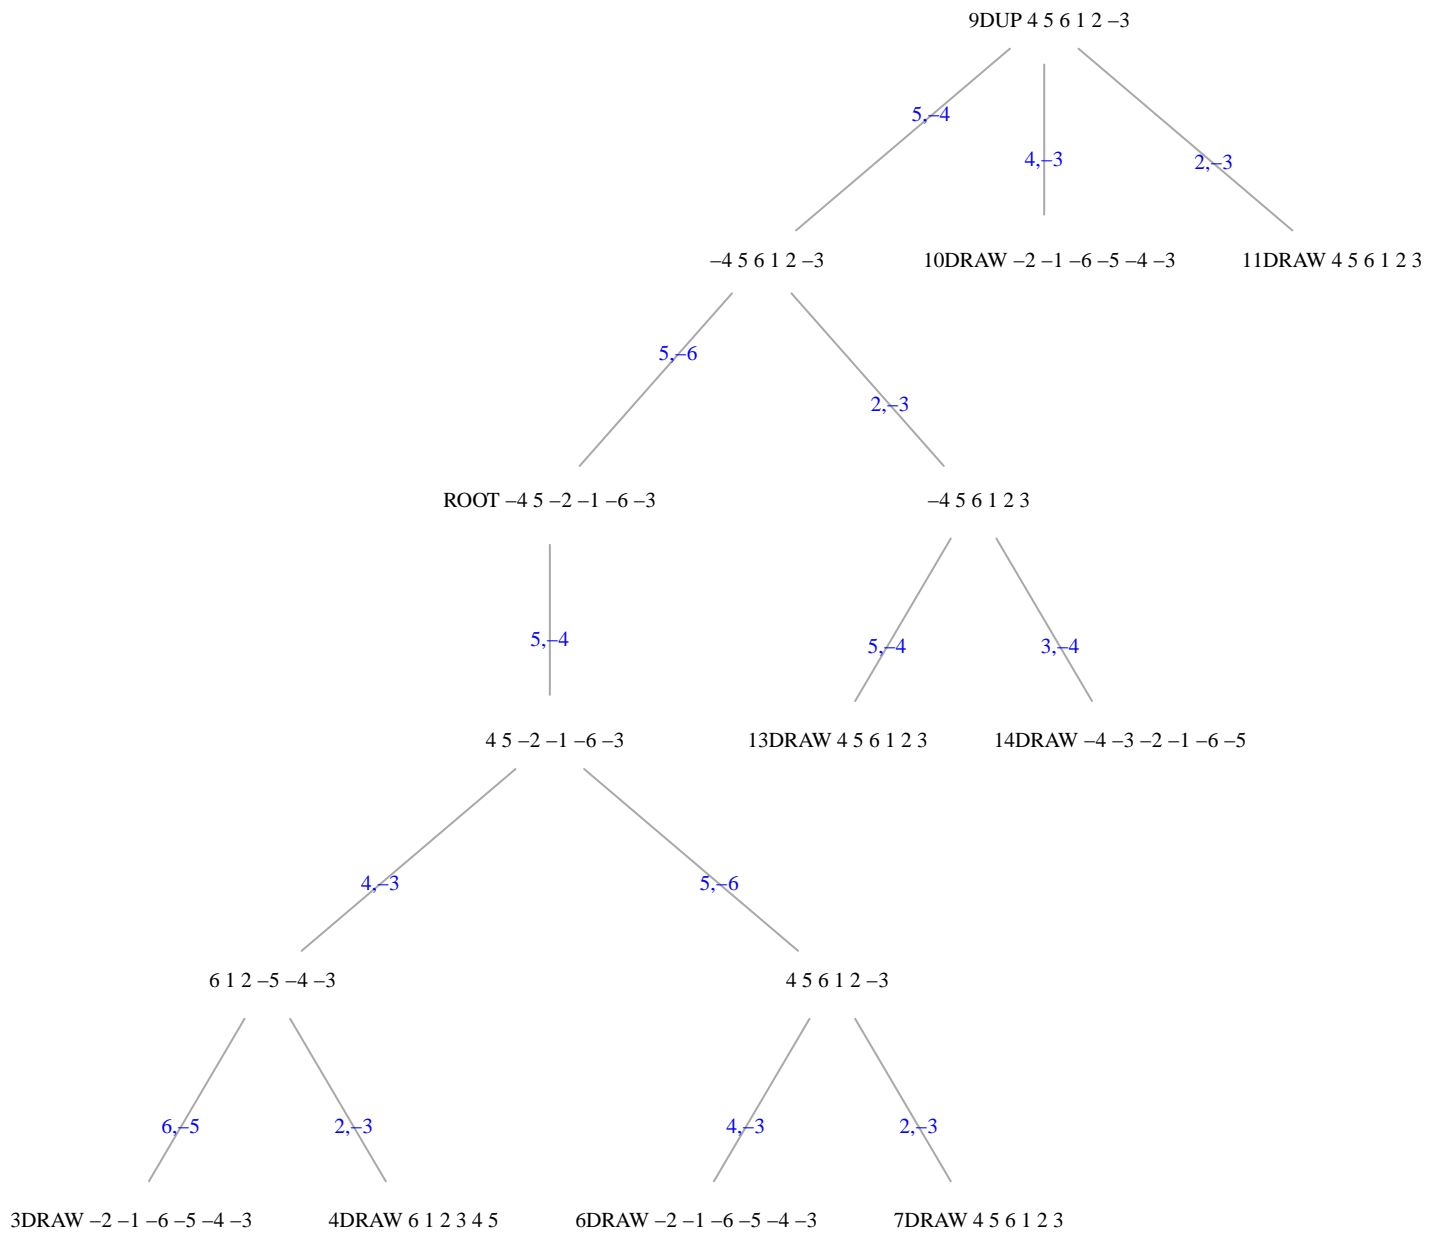 9DUP 4 5 6 1 2 –3
5,–4
4,–3
2,–3
–4 5 6 1 2 –3
10DRAW –2 –1 –6 –5 –4 –3
11DRAW 4 5 6 1 2 3
5,–6
2,–3
ROOT –4 5 –2 –1 –6 –3
–4 5 6 1 2 3
5,–4
5,–4
3,–4
4 5 –2 –1 –6 –3
13DRAW 4 5 6 1 2 3
14DRAW –4 –3 –2 –1 –6 –5
4,–3
5,–6
6 1 2 –5 –4 –3
4 5 6 1 2 –3
6,–5
2,–3
4,–3
2,–3
3DRAW –2 –1 –6 –5 –4 –3
4DRAW 6 1 2 3 4 5
6DRAW –2 –1 –6 –5 –4 –3
7DRAW 4 5 6 1 2 3